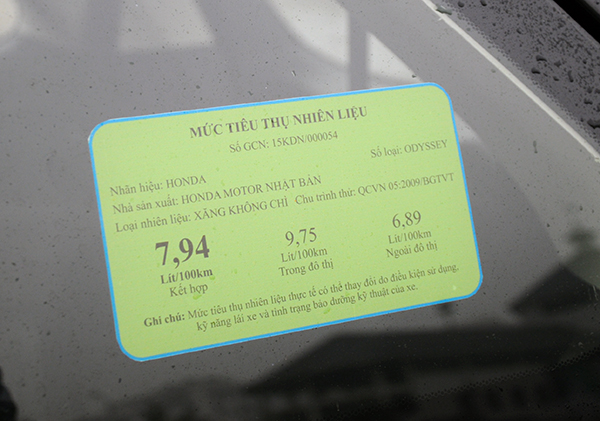 MỨC TIÊU THỤ NHIÊN LIỆU
Số GCN: 15KDN/000054
Nhãn hiệu: HONDA Số loại: ODYSSEY
Nhà sản xuất: HONDA MOTOR NHẬT BẢN
Loại nhiên liệu: XĂNG KHÔNG CHÌ Chu trình thử: QCVN 05:2009/BGTVT
7,94 9,75 6,89
Lít/100km Lít/100km Lít/100km
Kết hợp Trong đô thị Ngoài đô thị
Ghi chú: Mức tiêu thụ nhiên liệu thực tế có thể thay đổi do điều kiện sử dụng,
kỹ năng lái xe và tình trạng bảo dưỡng kỹ thuật của xe.